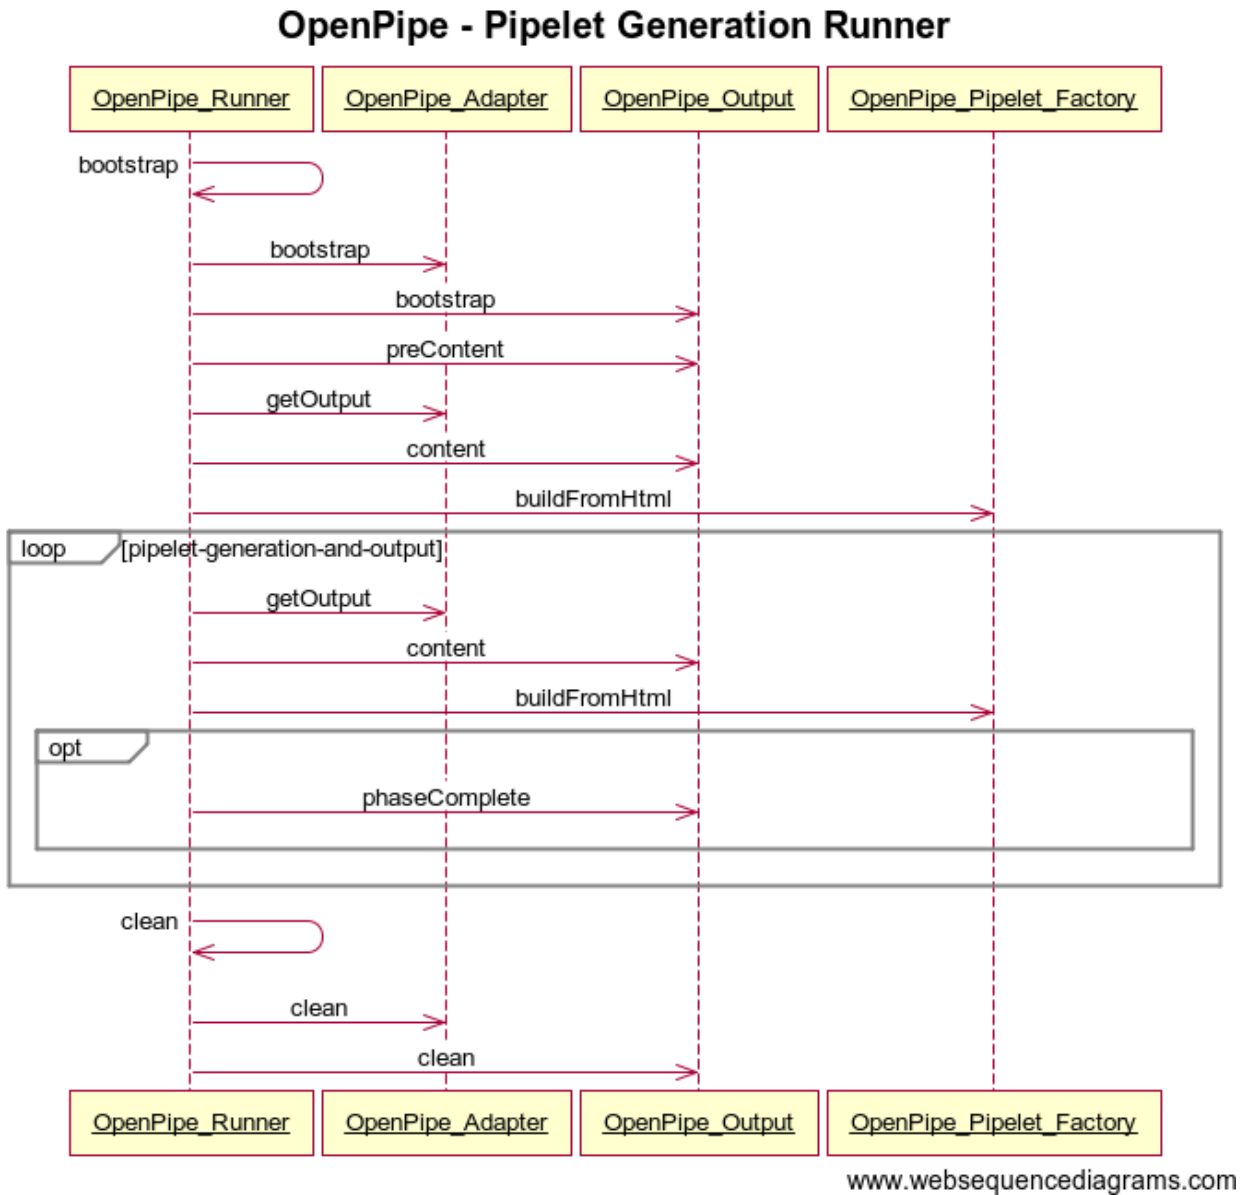 OpenPipe - Pipelet Generation Runner
OpenPipe_Runner
OpenPipe_Adapter
OpenPipe_Output
OpenPipe_Pipelet_Factory
bootstrap
bootstrap
bootstrap
preContent
getOutput
content
buildFromHtml
loop
[pipelet-generation-and-output]
getOutput
content
buildFromHtml
opt
phaseComplete
clean
clean
clean
OpenPipe_Runner
OpenPipe_Adapter
OpenPipe_Output
OpenPipe_Pipelet_Factory
www.websequencediagrams.com